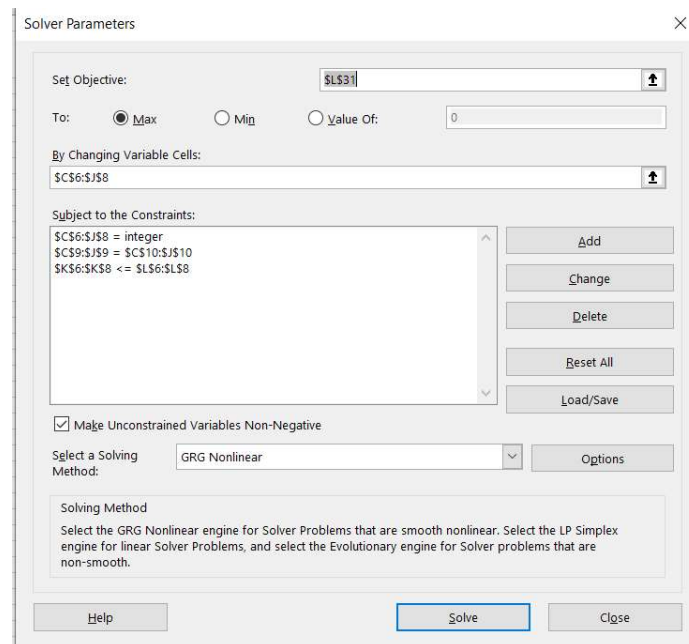 Solver Parameters
Set Objective:
$L$31
To:
Max
Min
Value Of:
0
By Changing Variable Cells:
$C$6:$J$8
Subject to the Constraints:
$C$6:$J$8 = integer
$C$9:$J$9 = $C$10:$J$10
$K$6:$K$8 <= $L$6:$L$8
Add
Change
Delete
Reset All
Load/Save
Make Unconstrained Variables Non-Negative
Select a Solving
Method:
GRG Nonlinear
Options
Solving Method
Select the GRG Nonlinear engine for Solver Problems that are smooth nonlinear. Select the LP Simplex
engine for linear Solver Problems, and select the Evolutionary engine for Solver problems that are
non-smooth.
Help
Solve
Close